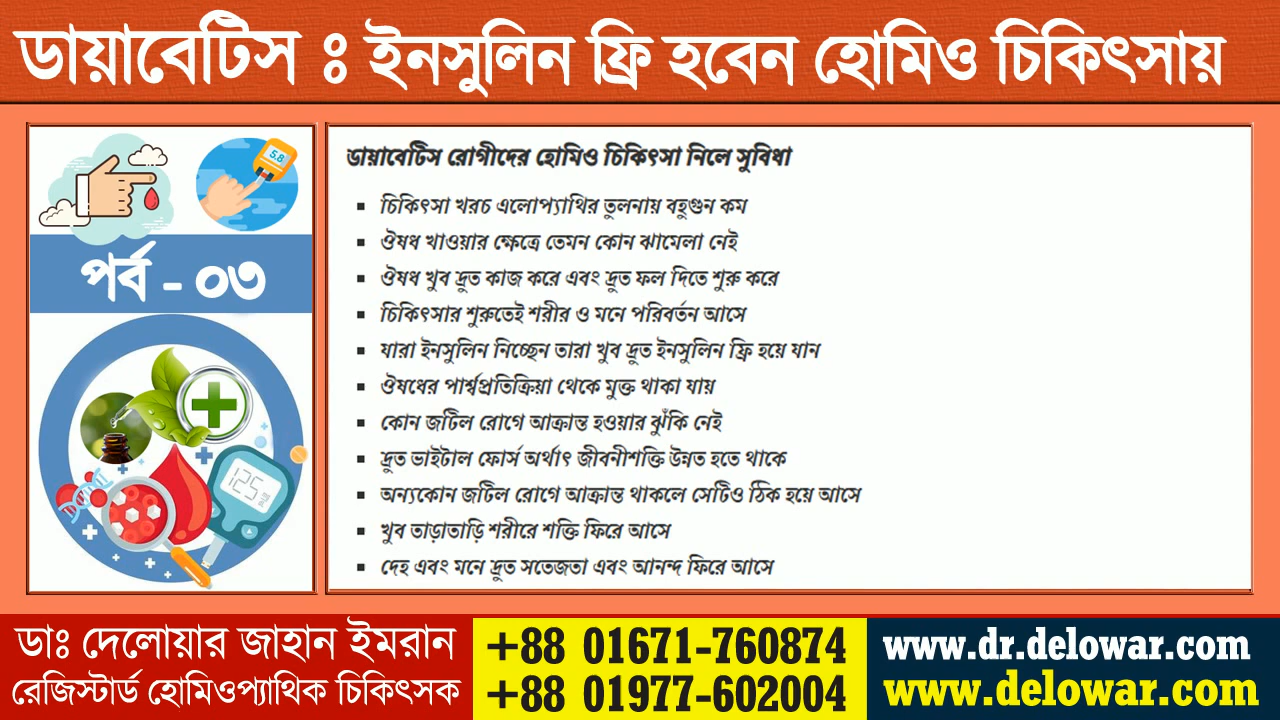 ডায়াবেটিস ঃ ইনসুলিন ফ্রি হবেন হোমিও চিকিৎসায়
5.8
পর্ব - ০৩
125
ডায়াবেটিস রোগীদের হোমিও চিকিৎসা নিলে সুবিধা
▪ চিকিৎসা খরচ এলোপ্যাথির তুলনায় বহুগুন কম
▪ ঔষধ খাওয়ার ক্ষেত্রে তেমন কোন ঝামেলা নেই
▪ ঔষধ খুব দ্রুত কাজ করে এবং দ্রুত ফল দিতে শুরু করে
▪ চিকিৎসার শুরুতেই শরীর ও মনে পরিবর্তন আসে
▪ যারা ইনসুলিন নিচ্ছেন তারা খুব দ্রুত ইনসুলিন ফ্রি হয়ে যান
▪ ঔষধের পার্শ্বপ্রতিক্রিয়া থেকে মুক্ত থাকা যায়
▪ কোন জটিল রোগে আক্রান্ত হওয়ার ঝুঁকি নেই
▪ দ্রুত ভাইটাল ফোর্স অর্থাৎ জীবনীশক্তি উন্নত হতে থাকে
▪ অন্যকোন জটিল রোগে আক্রান্ত থাকলে সেটিও ঠিক হয়ে আসে
▪ খুব তাড়াতাড়ি শরীরে শক্তি ফিরে আসে
▪ দেহ এবং মনে দ্রুত সতেজতা এবং আনন্দ ফিরে আসে
ডাঃ দেলোয়ার জাহান ইমরান
রেজিস্টার্ড হোমিওপ্যাথিক চিকিৎসক
+88 01671-760874
+88 01977-602004
www.dr.delowar.com
www.delowar.com